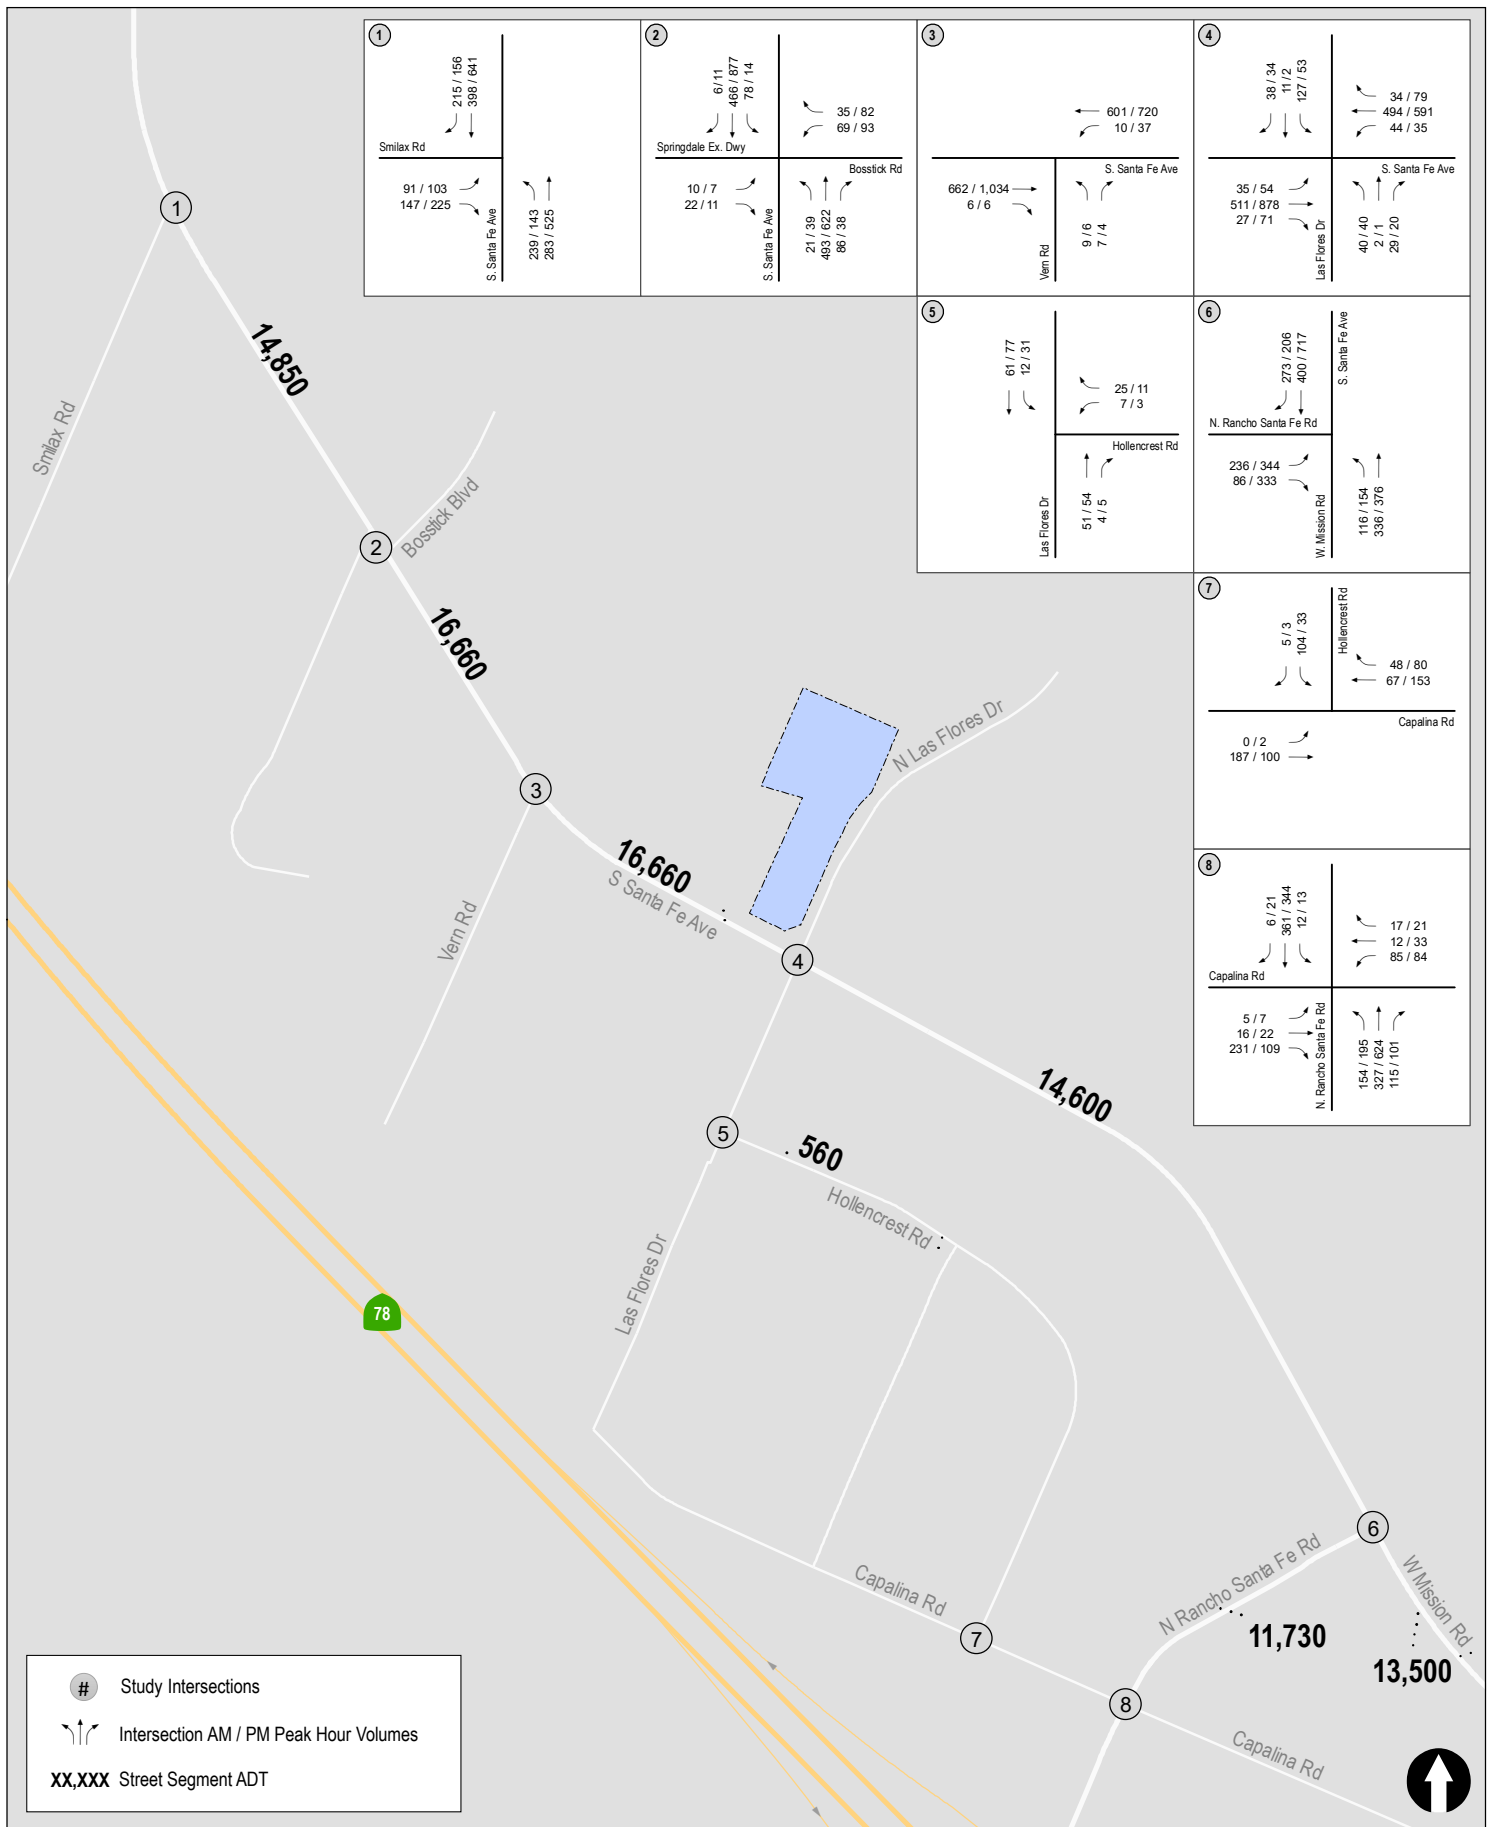 1
215 / 156
398 / 641
Smilax Rd
91 / 103
147 / 225
S. Santa Fe Ave
239 / 143
283 / 525
2
6/11
466 / 877
78 / 14
35 / 82
69 / 93
Springdale Ex. Dwy
Bosstick Rd
10 / 7
22 / 11
S. Santa Fe Ave
21 / 39
493 / 622
86 / 38
3
601 / 720
10 / 37
S. Santa Fe Ave
662 / 1,034
6 / 6
Vern Rd
9 / 6
7 / 4
4
38 / 34
11 / 2
127 / 53
34 / 79
494 / 591
44 / 35
S. Santa Fe Ave
35 / 54
511 / 878
27 / 71
Las Flores Dr
40 / 40
2 / 1
29 / 20
5
61 / 77
12 / 31
25 / 11
7 / 3
Hollencrest Rd
Las Flores Dr
51 / 54
4 / 5
6
273 / 206
400 / 717
S. Santa Fe Ave
N. Rancho Santa Fe Rd
236 / 344
86 / 333
W. Mission Rd
116 / 154
336 / 376
7
5 / 3
104 / 33
Hollencrest Rd
48 / 80
67 / 153
Capalina Rd
0 / 2
187 / 100
8
6 / 21
361 / 344
12 / 13
17 / 21
12 / 33
85 / 84
Capalina Rd
5 / 7
16 / 22
231 / 109
N. Rancho Santa Fe Rd
154 / 195
327 / 624
115 / 101
1
14,850
Smilax Rd
Bosstick Blvd
2
16,660
N Las Flores Dr
3
16,660
S Santa Fe Ave
Vern Rd
4
14,600
5
560
Hollencrest Rd
Las Flores Dr
78
6
N Rancho Santa Fe Rd
W Mission Rd
Capalina Rd
7
11,730
13,500
8
Capalina Rd
# Study Intersections
Intersection AM / PM Peak Hour Volumes
XX,XXX Street Segment ADT